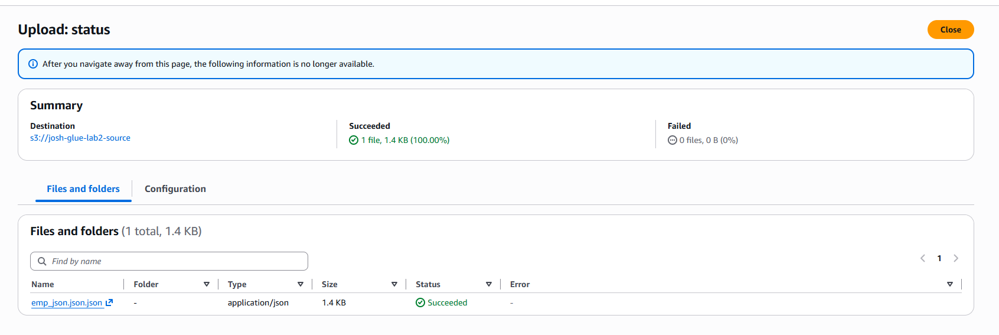 Upload: status
Close
After you navigate away from this page, the following information is no longer available.
Summary
Destination
Succeeded
Failed
s3://josh-glue-lab2-source
1 file, 1.4 KB (100.00%)
0 files, 0 B (0%)
Files and folders
Configuration
Files and folders (1 total, 1.4 KB)
Find by name
1
Name Folder Type Size Status Error
emp_json.json.json - application/json 1.4 KB Succeeded -